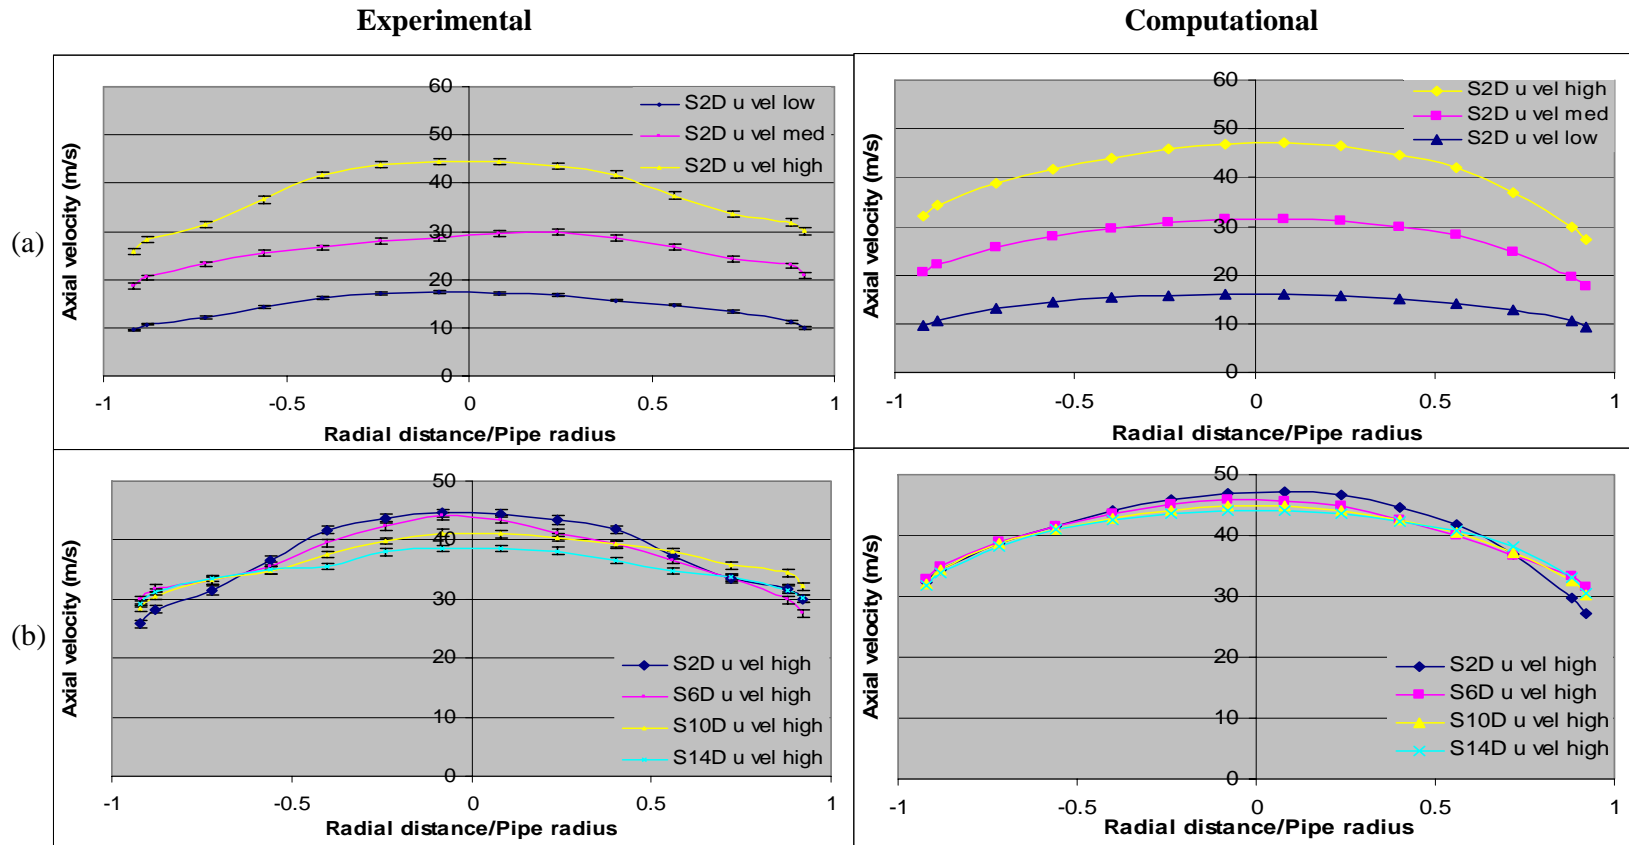 Experimental
Computational
(a)
Axial velocity (m/s)
60
50
40
30
20
10
0
-1
-0.5
0
0.5
1
Radial distance/Pipe radius
S2D u vel low
S2D u vel med
S2D u vel high
Axial velocity (m/s)
60
50
40
30
20
10
0
-1
-0.5
0
0.5
1
Radial distance/Pipe radius
S2D u vel high
S2D u vel med
S2D u vel low
(b)
Axial velocity (m/s)
50
40
30
20
10
0
-1
-0.5
0
0.5
1
Radial distance/Pipe radius
S2D u vel high
S6D u vel high
S10D u vel high
S14D u vel high
Axial velocity (m/s)
50
40
30
20
10
0
-1
-0.5
0
0.5
1
Radial distance/Pipe radius
S2D u vel high
S6D u vel high
S10D u vel high
S14D u vel high